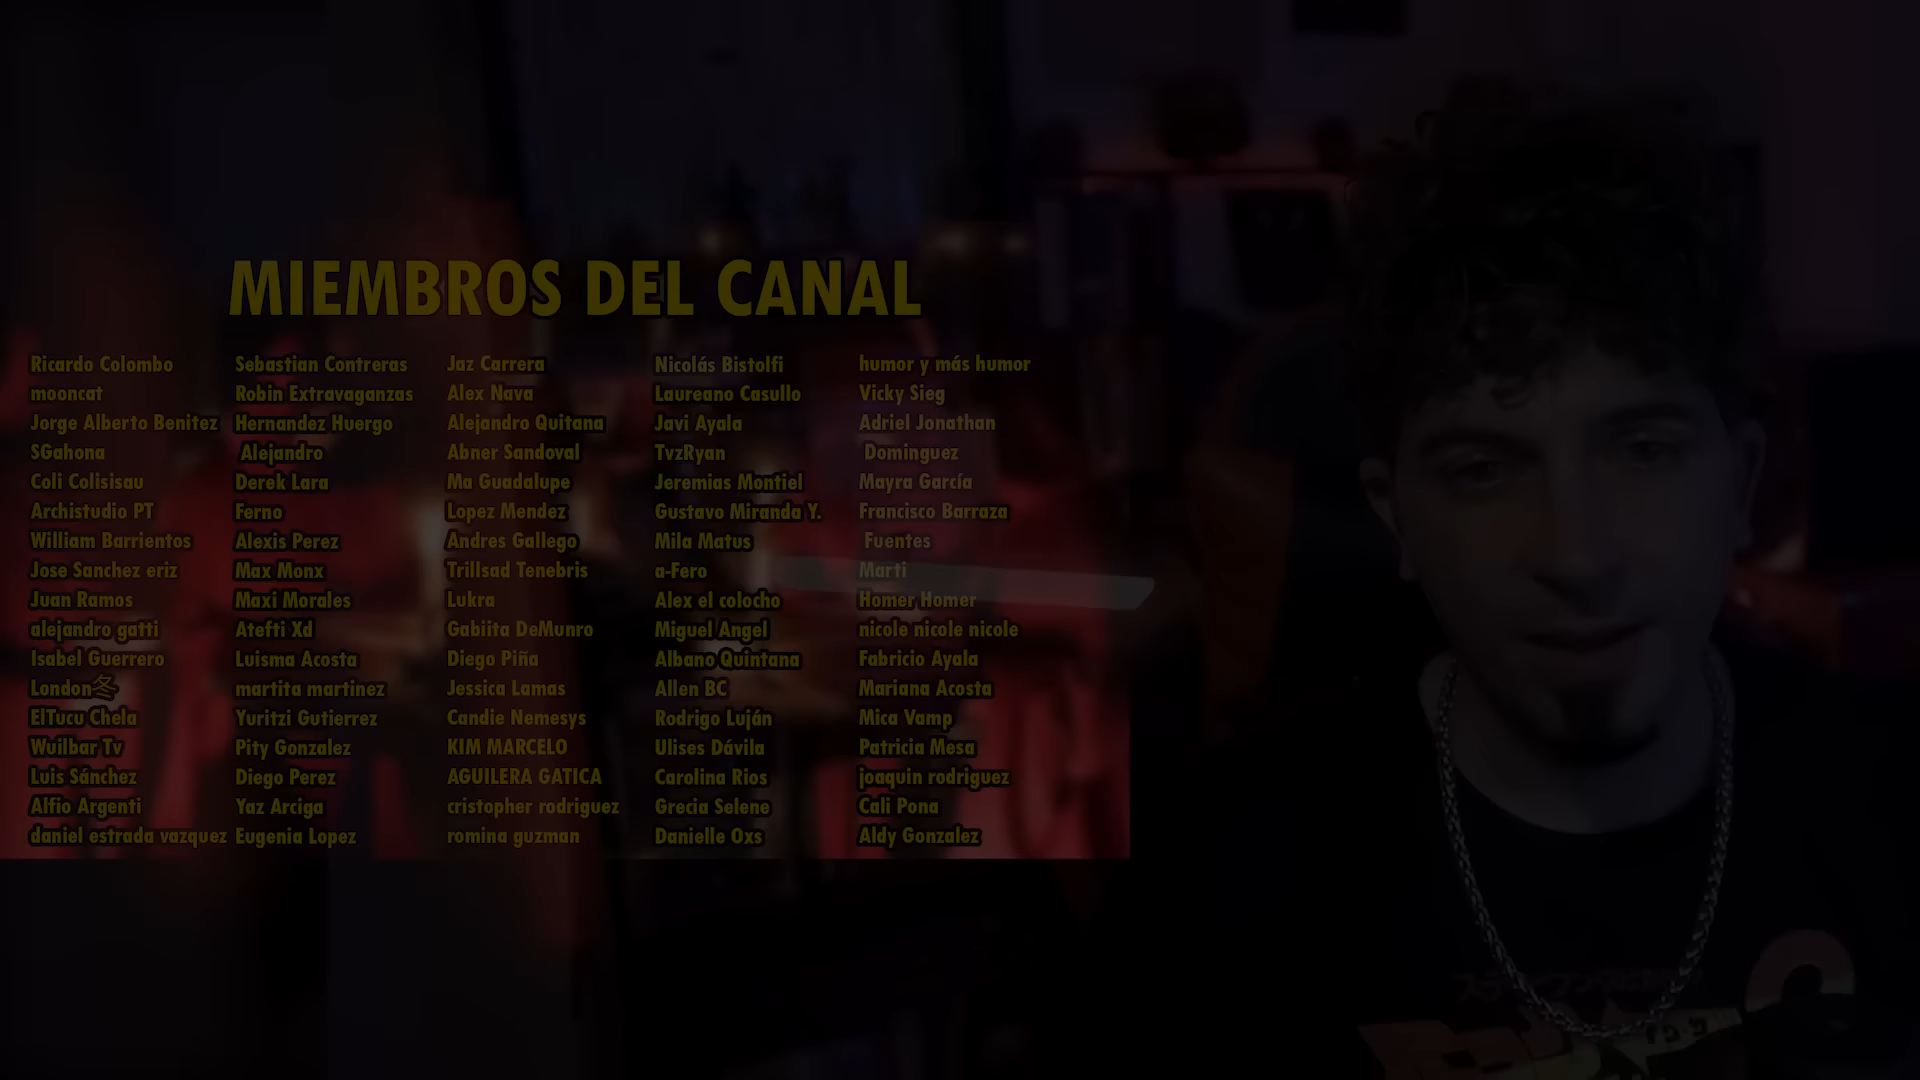 MIEMBROS DEL CANAL
Ricardo Colombo
mooncat
Jorge Alberto Benitez
SGahona
Coli Colisisau
Archistudio PT
William Barrientos
Jose Sanchez eriz
Juan Ramos
alejandro gatti
Isabel Guerrero
London冬
ElTucu Chela
Wuilbar Tv
Luis Sánchez
Alfio Argenti
daniel estrada vazquez
Sebastian Contreras
Robin Extravaganzas
Hernandez Huergo
Alejandro
Derek Lara
Ferno
Alexis Perez
Max Monx
Maxi Morales
Atefti Xd
Luisma Acosta
martita martinez
Yuritzi Gutierrez
Pity Gonzalez
Diego Perez
Yaz Arciga
Eugenia Lopez
Jaz Carrera
Alex Nava
Alejandro Quitana
Abner Sandoval
Ma Guadalupe
Lopez Mendez
Andres Gallego
Trillsad Tenebris
Lukra
Gabiita DeMunro
Diego Piña
Jessica Lamas
Candie Nemesys
KIM MARCELO
AGUILERA GATICA
cristopher rodriguez
romina guzman
Nicolás Bistolfi
Laureano Casullo
Javi Ayala
TvzRyan
Jeremias Montiel
Gustavo Miranda Y.
Mila Matus
a-Fero
Alex el colocho
Miguel Angel
Albano Quintana
Allen BC
Rodrigo Luján
Ulises Dávila
Carolina Rios
Grecia Selene
Danielle Oxs
humor y más humor
Vicky Sieg
Adriel Jonathan
Dominguez
Mayra García
Francisco Barraza
Fuentes
Marti
Homer Homer
nicole nicole nicole
Fabricio Ayala
Mariana Acosta
Mica Vamp
Patricia Mesa
joaquin rodriguez
Cali Pona
Aldy Gonzalez